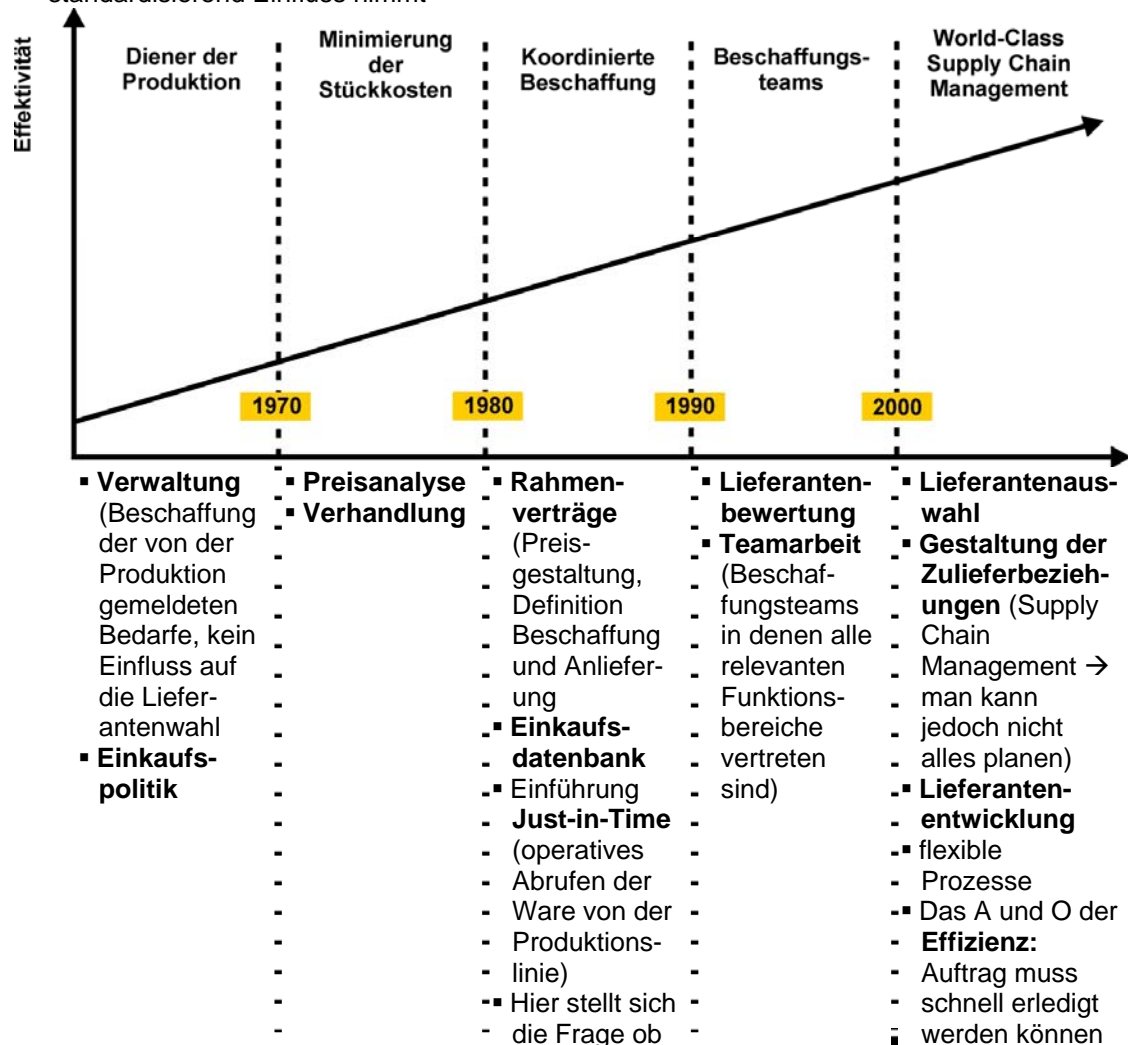 standardisierend Einfluss nimmt
Effektivität
Diener der
Produktion
Minimierung
der
Stückkosten
Koordinierte
Beschaffung
Beschaffungs-
teams
World-Class
Supply Chain
Management
1970
1980
1990
2000
▪ Verwaltung
(Beschaffung
der von der
Produktion
gemeldeten
Bedarfe, kein
Einfluss auf
die Liefer-
antenwahl
▪ Einkaufs-
politik
▪ Preisanalyse
▪ Verhandlung
▪ Rahmen-
verträge
(Preis-
gestaltung,
Definition
Beschaffung
und Anliefer-
ung
▪ Einkaufs-
datenbank
▪ Einführung
Just-in-Time
(operatives
Abrufen der
Ware von der
Produktions-
linie)
▪ Hier stellt sich
die Frage ob
▪ Lieferanten-
bewertung
▪ Teamarbeit
(Beschaf-
fungsteams
in denen alle
relevanten
Funktions-
bereiche
vertreten
sind)
▪ Lieferantenaus-
wahl
▪ Gestaltung der
Zulieferbezieh-
ungen (Supply
Chain
Management →
man kann
jedoch nicht
alles planen)
▪ Lieferanten-
entwicklung
▪ flexible
Prozesse
▪ Das A und O der
Effizienz:
Auftrag muss
schnell erledigt
werden können